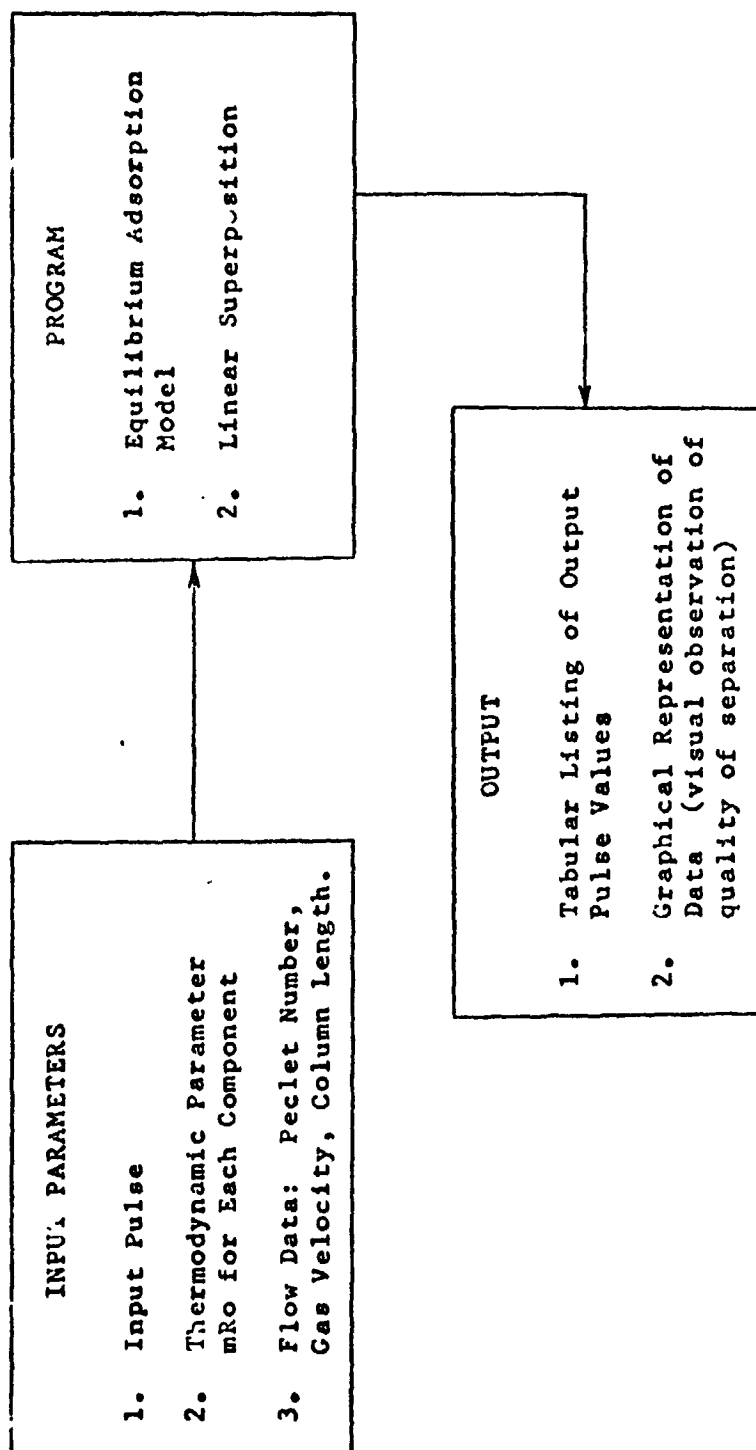 INPUT PARAMETERS
1. Input Pulse
2. Thermodynamic Parameter
mRo for Each Component
3. Flow Data: Peclet Number,
Gas Velocity, Column Length.
PROGRAM
1. Equilibrium Adsorption
Model
2. Linear Superposition
OUTPUT
1. Tabular Listing of Output
Pulse Values
2. Graphical Representation of
Data (visual observation of
quality of separation)